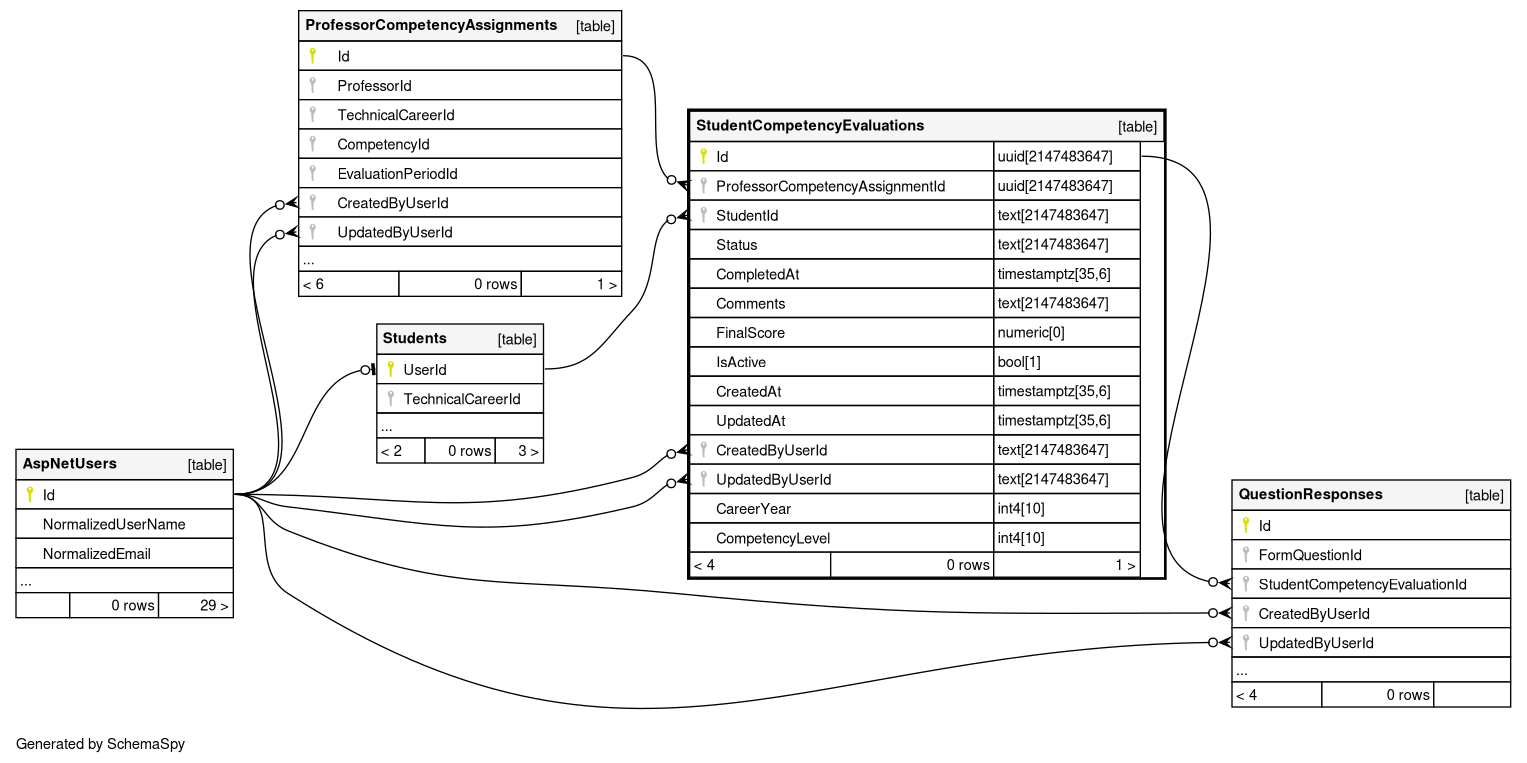 ProfessorCompetencyAssignments [table]
Id
ProfessorId
TechnicalCareerId
CompetencyId
EvaluationPeriodId
CreatedByUserId
UpdatedByUserId
...
< 6 0 rows 1 >
Students [table]
UserId
TechnicalCareerId
...
< 2 0 rows 3 >
AspNetUsers [table]
Id
NormalizedUserName
NormalizedEmail
...
0 rows 29 >
StudentCompetencyEvaluations [table]
Id uuid[2147483647]
ProfessorCompetencyAssignmentId uuid[2147483647]
StudentId text[2147483647]
Status text[2147483647]
CompletedAt timestamptz[35,6]
Comments text[2147483647]
FinalScore numeric[0]
IsActive bool[1]
CreatedAt timestamptz[35,6]
UpdatedAt timestamptz[35,6]
CreatedByUserId text[2147483647]
UpdatedByUserId text[2147483647]
CareerYear int4[10]
CompetencyLevel int4[10]
< 4 0 rows 1 >
QuestionResponses [table]
Id
FormQuestionId
StudentCompetencyEvaluationId
CreatedByUserId
UpdatedByUserId
...
< 4 0 rows
Generated by SchemaSpy